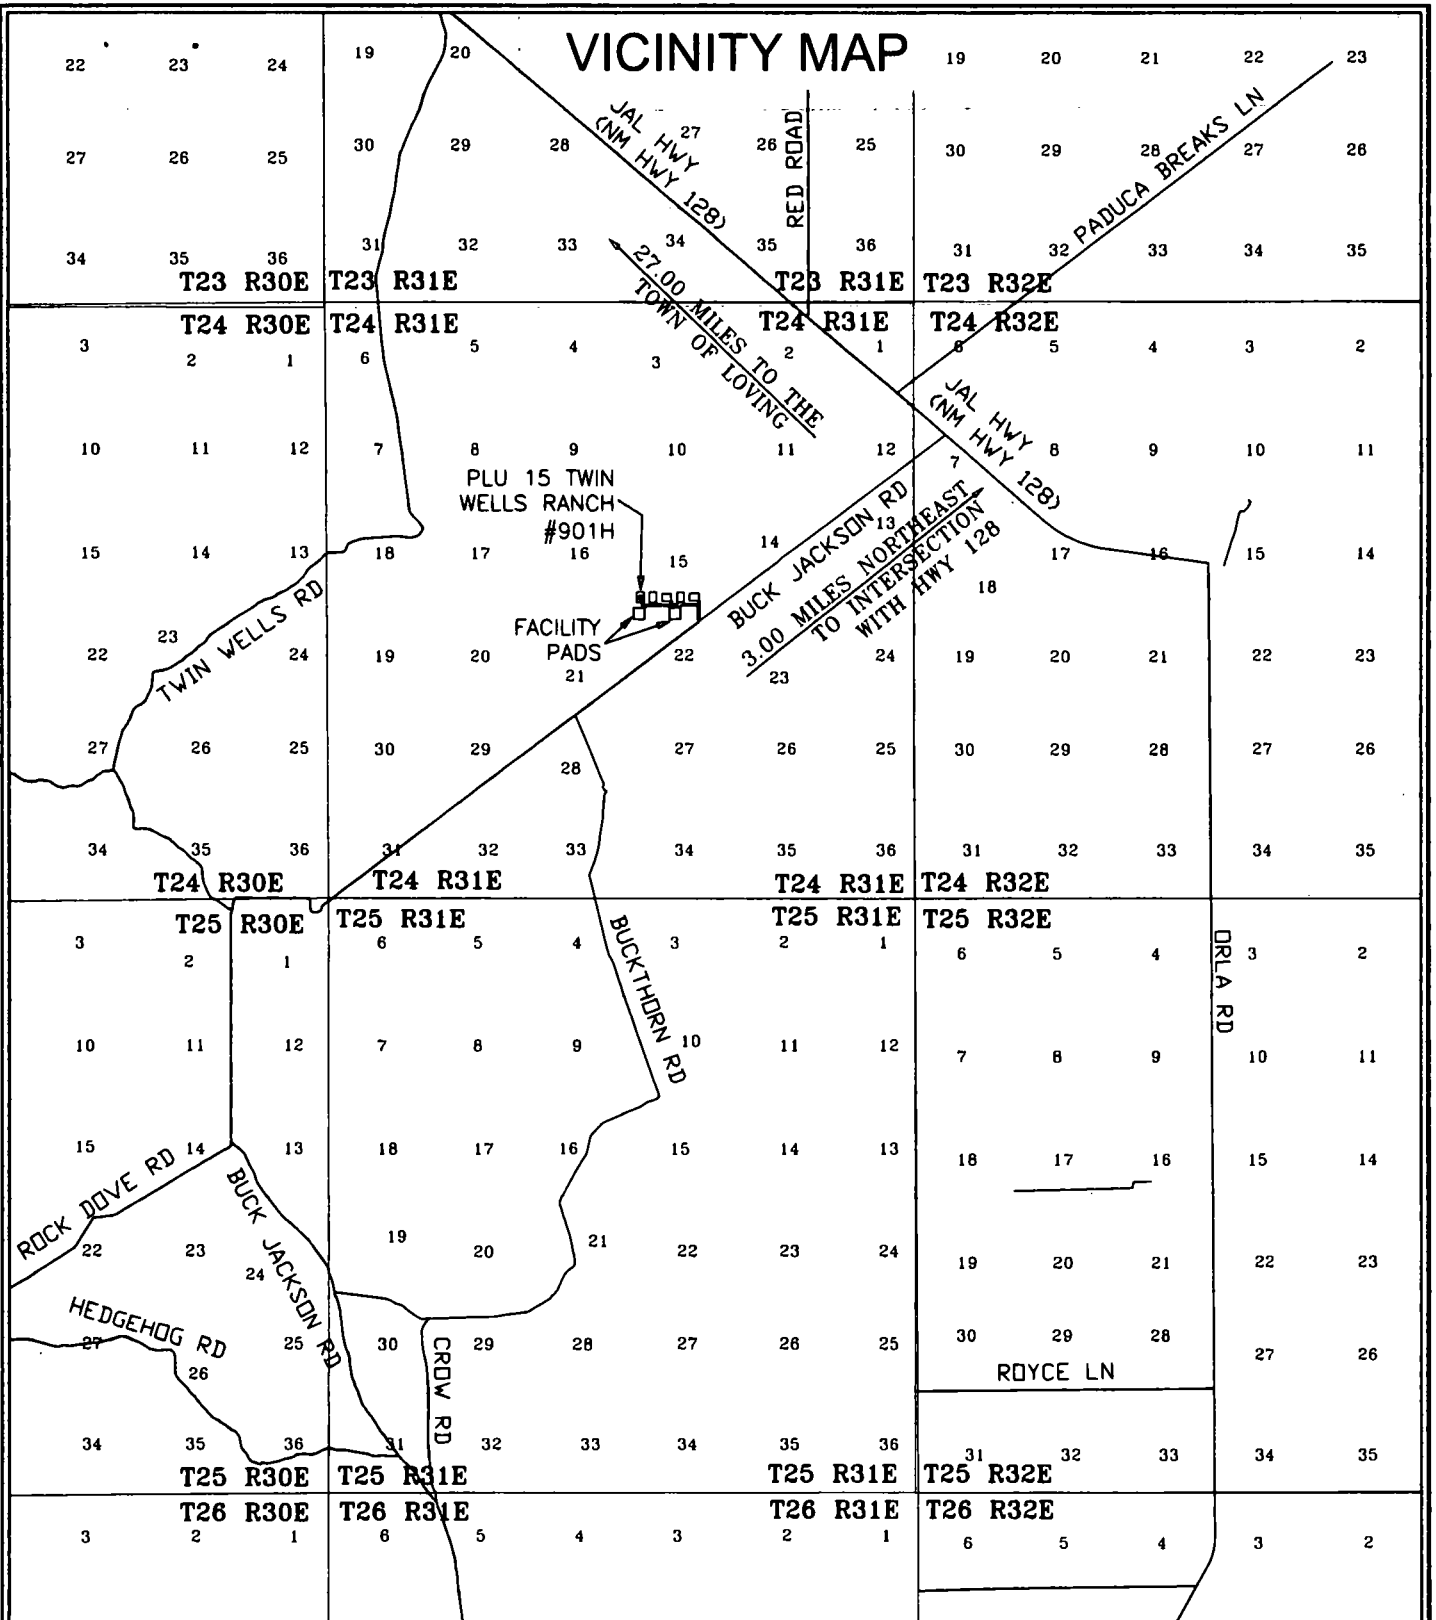 VICINITY MAP
22 23 24 19 20 19 20 21 22 23
JAL HWY
(NM HWY 128)
RED ROAD
PADUCA BREAKS LN
27 26 25 30 29 28 27 26 25 30 29 28 27 26
34 35 36 31 32 33 34 35 36 31 32 33 34 35
T23 R30E T23 R31E T23 R31E T23 R32E
27.00 MILES TO THE
TOWN OF LOVING
T24 R30E T24 R31E T24 R31E T24 R32E
3 2 1 6 5 4 3 2 1 6 5 4 3 2
JAL HWY
(NM HWY 128)
10 11 12 7 8 9 10 11 12 7 8 9 10 11
PLU 15 TWIN
WELLS RANCH
#901H
BUCK JACKSON RD
3.00 MILES NORTHEAST
TO INTERSECTION
WITH HWY 128
15 14 13 18 17 16 15 14 13 18 17 16 15 14
TWIN WELLS RD
FACILITY
PADS
22 23 24 19 20 21 22 23 24 19 20 21 22 23
27 26 25 30 29 28 27 26 25 30 29 28 27 26
34 35 36 31 32 33 34 35 36 31 32 33 34 35
T24 R30E T24 R31E T24 R31E T24 R32E
T25 R30E T25 R31E T25 R31E T25 R32E
3 2 1 6 5 4 3 2 1 6 5 4 3 2
BUCKTHORN RD
ORLA RD
10 11 12 7 8 9 10 11 12 7 8 9 10 11
15 14 13 18 17 16 15 14 13 18 17 16 15 14
ROCK DOVE RD
BUCK JACKSON RD
22 23 24 19 20 21 22 23 24 19 20 21 22 23
HEDGEHOG RD
27 26 25 30 29 28 27 26 25 30 29 28 27 26
CROW RD
ROYCE LN
34 35 36 31 32 33 34 35 36 31 32 33 34 35
T25 R30E T25 R31E T25 R31E T25 R32E
T26 R30E T26 R31E T26 R31E T26 R32E
3 2 1 6 5 4 3 2 1 6 5 4 3 2